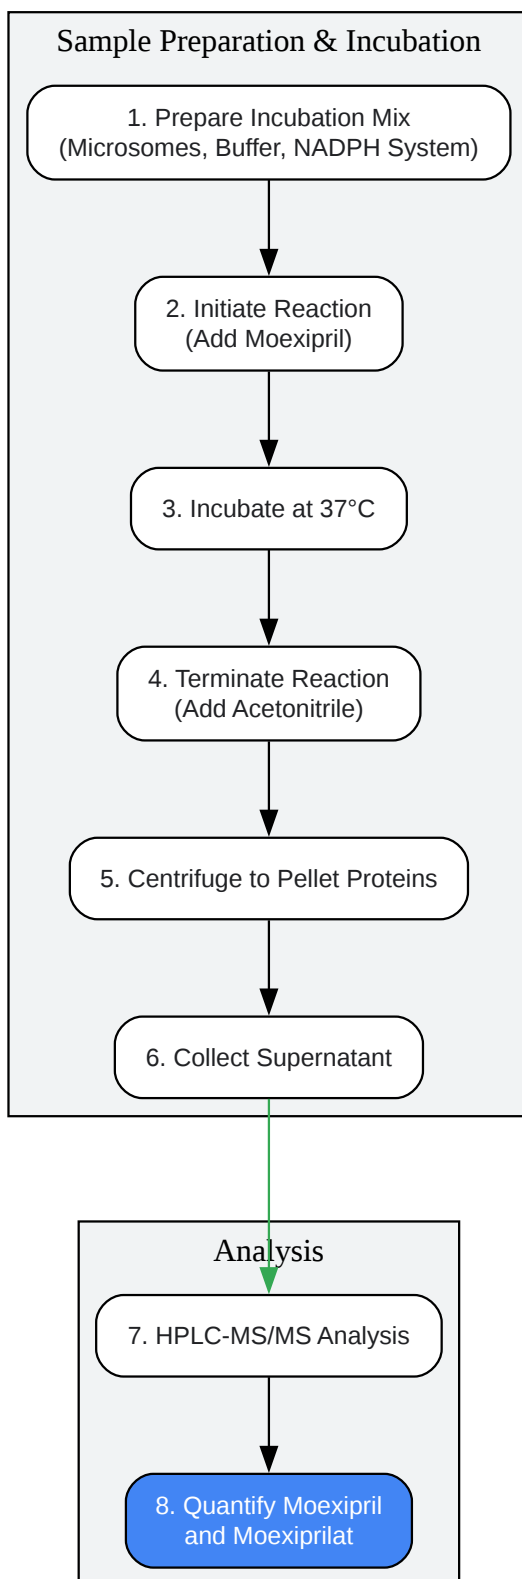 Sample Preparation & Incubation
1. Prepare Incubation Mix
(Microsomes, Buffer, NADPH System)
2. Initiate Reaction
(Add Moexipril)
3. Incubate at 37°C
4. Terminate Reaction
(Add Acetonitrile)
5. Centrifuge to Pellet Proteins
6. Collect Supernatant
Analysis
7. HPLC-MS/MS Analysis
8. Quantify Moexipril
and Moexiprilat